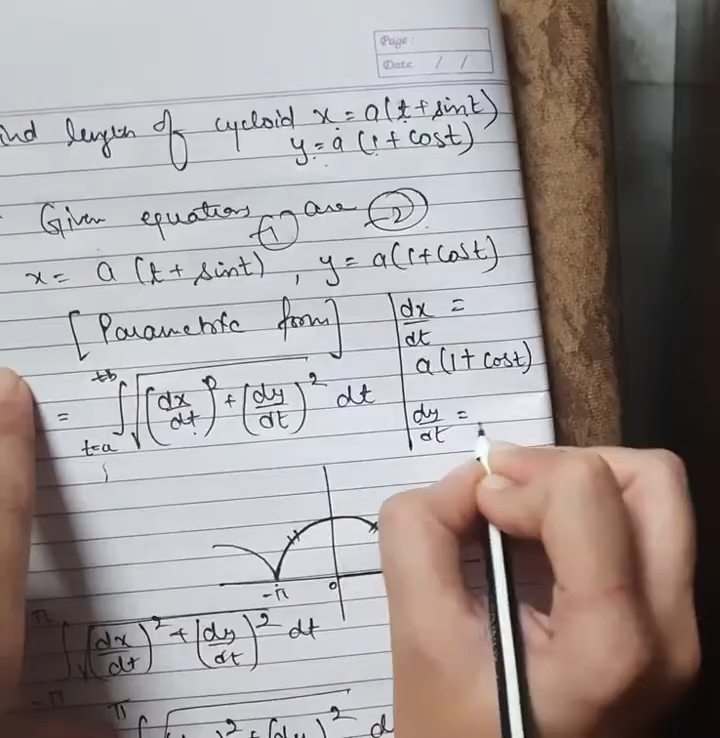 Page:
Date / /
ind length of cycloid x = a(t + sint)
y = a (1 + cost)
Given equations are
1 2
x = a (t + sint) , y = a(1 + cost)
[Parametric form]
dx/dt =
a(1 + cost)
= ∫ √(dx/dt)² + (dy/dt)² dt
t=a
dy/dt =
-π 0
π
∫ √(dx/dt)² + (dy/dt)² dt
-π
π